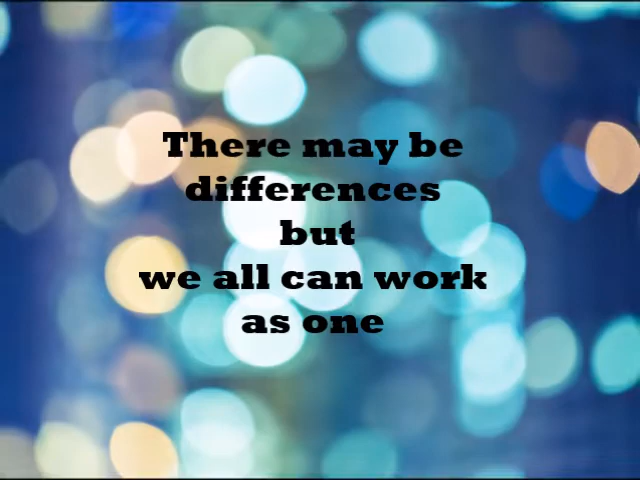 There may be
differences
but
we all can work
as one